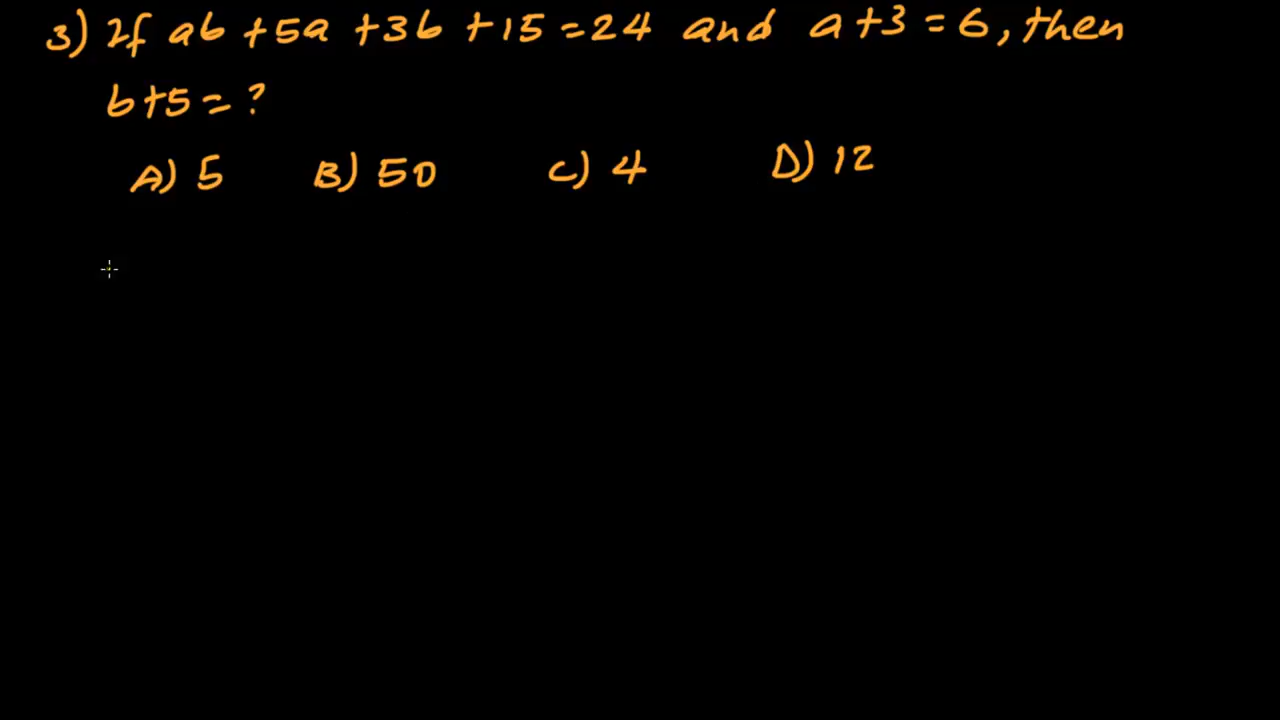 3) If ab + 5a + 3b + 15 = 24 and a + 3 = 6, then
b + 5 = ?
A) 5 B) 50 C) 4 D) 12